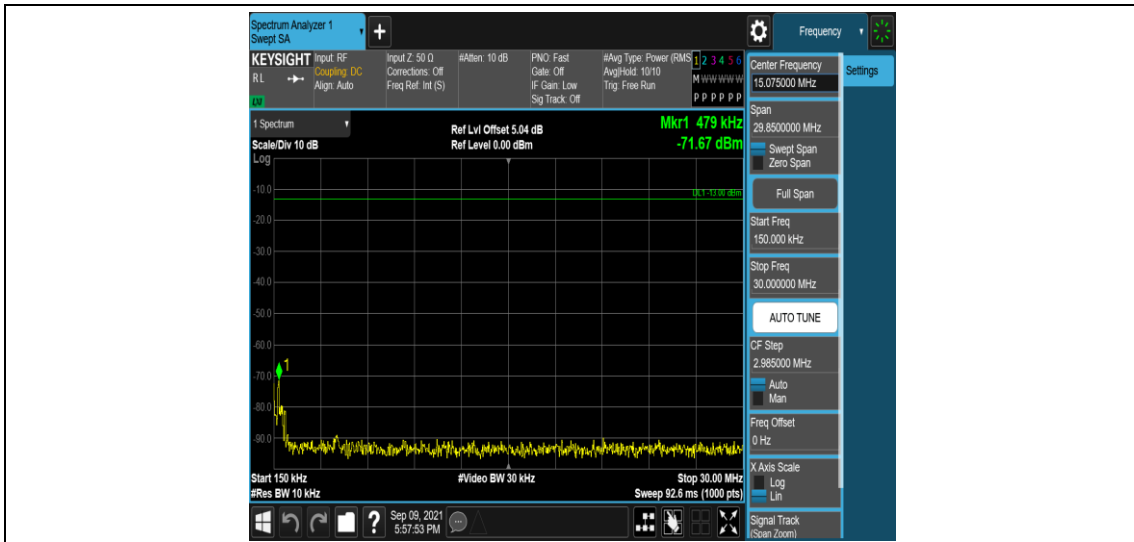 Spectrum Analyzer 1
Swept SA
+
Frequency
KEYSIGHT
RL
LXI
Input: RF
Coupling: DC
Align: Auto
Input Z: 50 Ω
Corrections: Off
Freq Ref: Int (S)
#Atten: 10 dB
PNO: Fast
Gate: Off
IF Gain: Low
Sig Track: Off
#Avg Type: Power (RMS
Avg|Hold: 10/10
Trig: Free Run
1 2 3 4 5 6
M W W W W W
P P P P P P
1 Spectrum
Scale/Div 10 dB
Ref Lvl Offset 5.04 dB
Ref Level 0.00 dBm
Mkr1 479 kHz
-71.67 dBm
Log
DL1 -13.00 dBm
-10.0
-20.0
-30.0
-40.0
-50.0
-60.0
-70.0
-80.0
-90.0
1
Start 150 kHz
#Video BW 30 kHz
Stop 30.00 MHz
#Res BW 10 kHz
Sweep 92.6 ms (1000 pts)
Center Frequency
15.075000 MHz
Settings
Span
29.8500000 MHz
Swept Span
Zero Span
Full Span
Start Freq
150.000 kHz
Stop Freq
30.000000 MHz
AUTO TUNE
CF Step
2.985000 MHz
Auto
Man
Freq Offset
0 Hz
X Axis Scale
Log
Lin
Signal Track
(Span Zoom)
?
Sep 09, 2021
5:57:53 PM